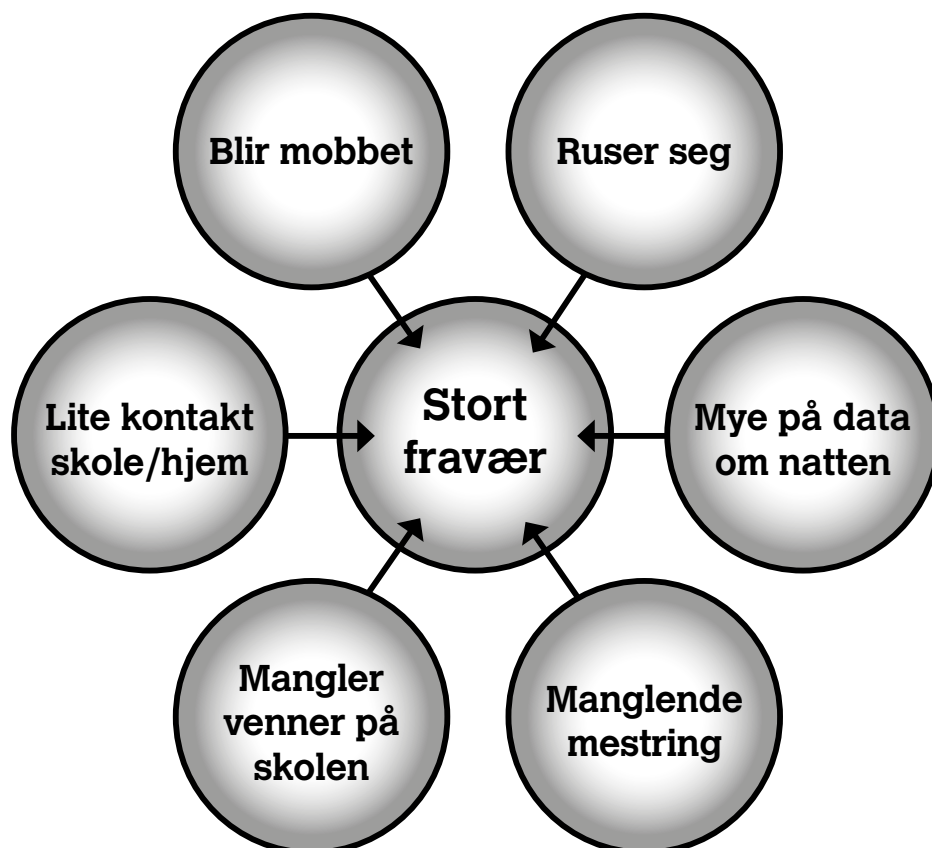 Blir mobbet
Ruser seg
Lite kontakt
skole/hjem
Stort
fravær
Mye på data
om natten
Mangler
venner på
skolen
Manglende
mestring